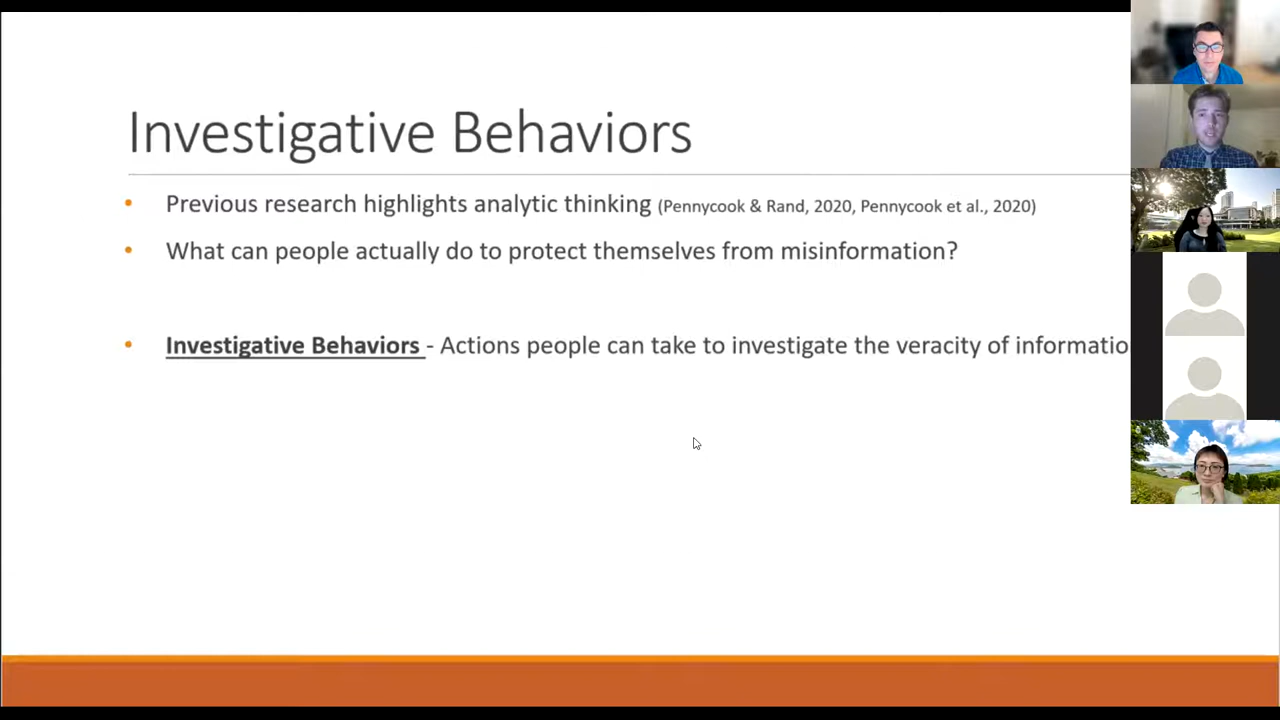 Investigative Behaviors
• Previous research highlights analytic thinking (Pennycook & Rand, 2020, Pennycook et al., 2020)
• What can people actually do to protect themselves from misinformation?
• Investigative Behaviors - Actions people can take to investigate the veracity of informatio